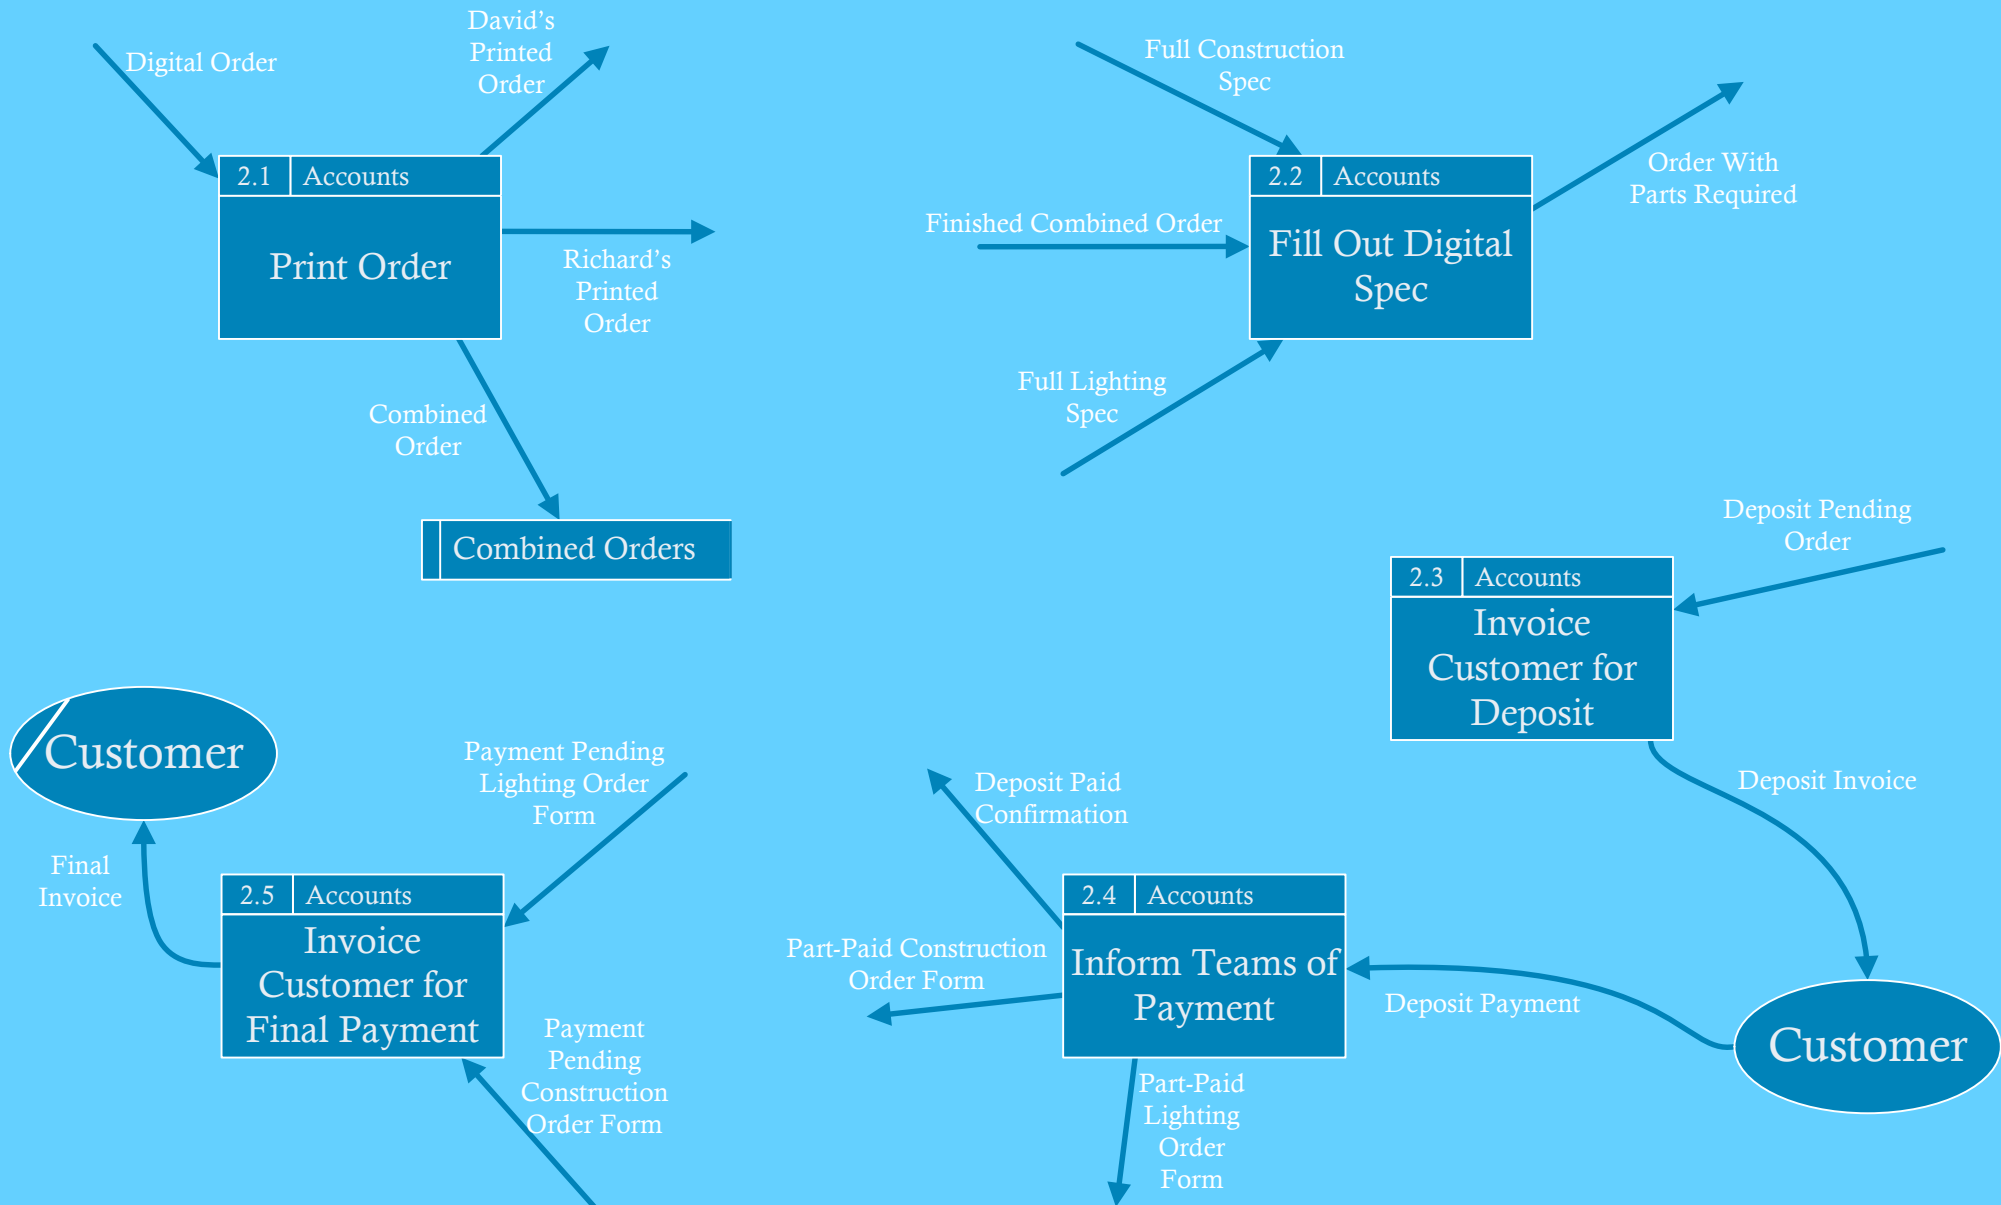 Digital Order
David's
Printed
Order
2.1 Accounts
Print Order
Richard's
Printed
Order
Combined
Order
Combined Orders
Full Construction
Spec
Order With
Parts Required
2.2 Accounts
Finished Combined Order
Fill Out Digital
Spec
Full Lighting
Spec
Deposit Pending
Order
2.3 Accounts
Invoice
Customer for
Deposit
Deposit Invoice
Customer
Payment Pending
Lighting Order
Form
Final
Invoice
2.5 Accounts
Invoice
Customer for
Final Payment
Payment
Pending
Construction
Order Form
Deposit Paid
Confirmation
2.4 Accounts
Part-Paid Construction
Order Form
Inform Teams of
Payment
Deposit Payment
Customer
Part-Paid
Lighting
Order
Form